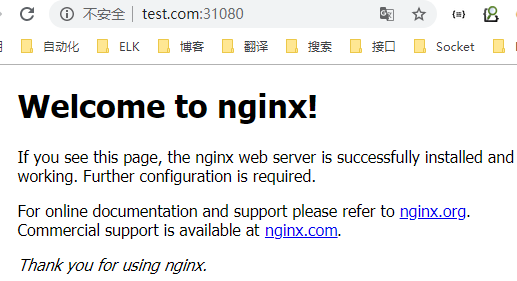 不安全 | test.com:31080
自动化 ELK 博客 翻译 搜索 接口 Socket
Welcome to nginx!
If you see this page, the nginx web server is successfully installed and
working. Further configuration is required.
For online documentation and support please refer to nginx.org.
Commercial support is available at nginx.com.
Thank you for using nginx.